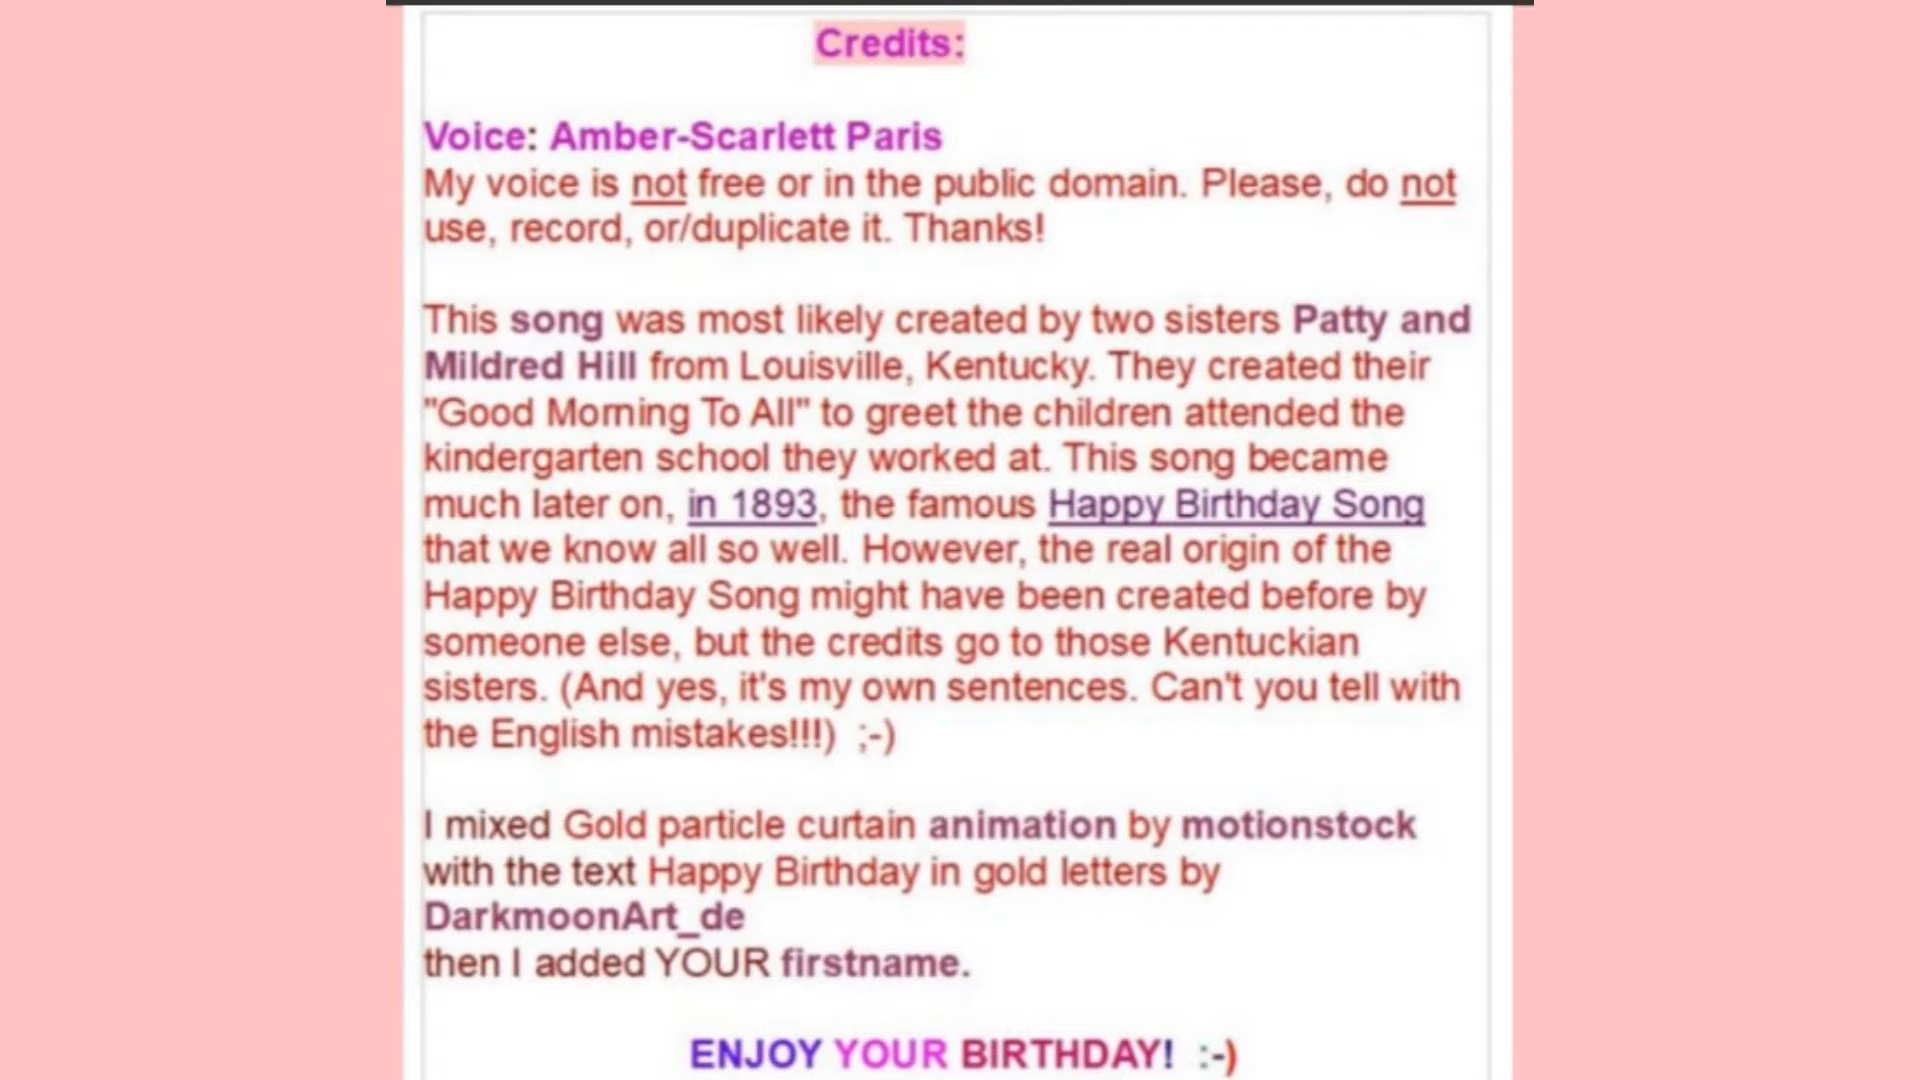 Credits:
Voice: Amber-Scarlett Paris
My voice is not free or in the public domain. Please, do not
use, record, or/duplicate it. Thanks!
This song was most likely created by two sisters Patty and
Mildred Hill from Louisville, Kentucky. They created their
"Good Morning To All" to greet the children attended the
kindergarten school they worked at. This song became
much later on, in 1893, the famous Happy Birthday Song
that we know all so well. However, the real origin of the
Happy Birthday Song might have been created before by
someone else, but the credits go to those Kentuckian
sisters. (And yes, it's my own sentences. Can't you tell with
the English mistakes!!!) ;-)
I mixed Gold particle curtain animation by motionstock
with the text Happy Birthday in gold letters by
DarkmoonArt_de
then I added YOUR firstname.
ENJOY YOUR BIRTHDAY! :-)